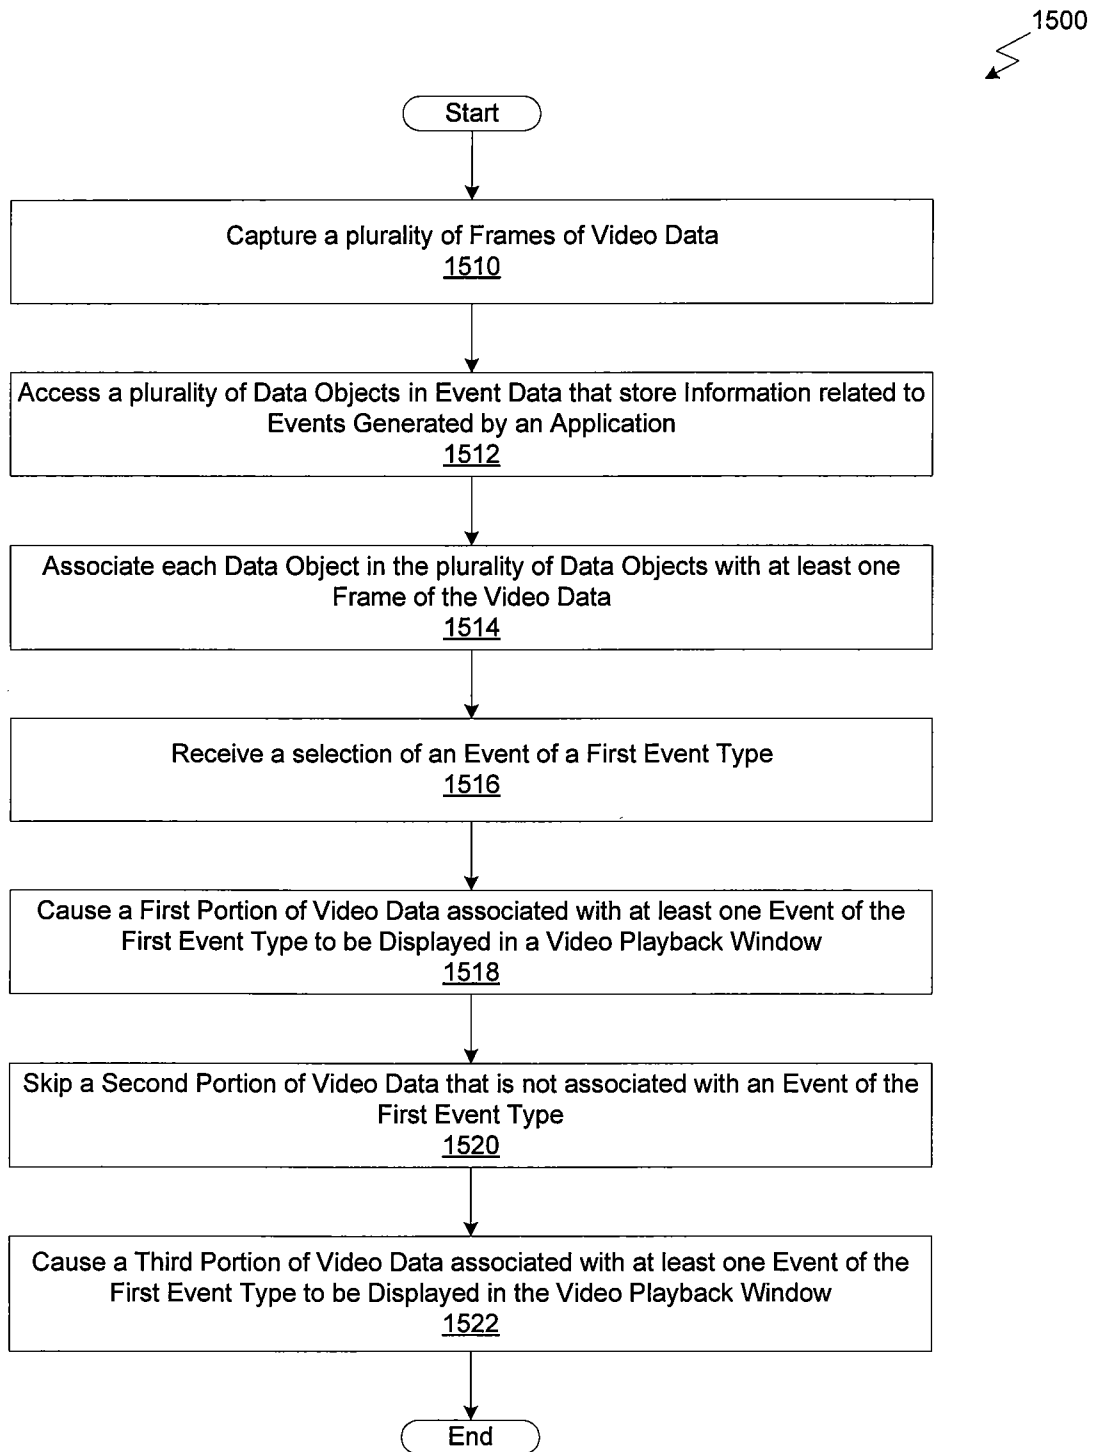 1500
Start
Capture a plurality of Frames of Video Data
1510
Access a plurality of Data Objects in Event Data that store Information related to
Events Generated by an Application
1512
Associate each Data Object in the plurality of Data Objects with at least one
Frame of the Video Data
1514
Receive a selection of an Event of a First Event Type
1516
Cause a First Portion of Video Data associated with at least one Event of the
First Event Type to be Displayed in a Video Playback Window
1518
Skip a Second Portion of Video Data that is not associated with an Event of the
First Event Type
1520
Cause a Third Portion of Video Data associated with at least one Event of the
First Event Type to be Displayed in the Video Playback Window
1522
End